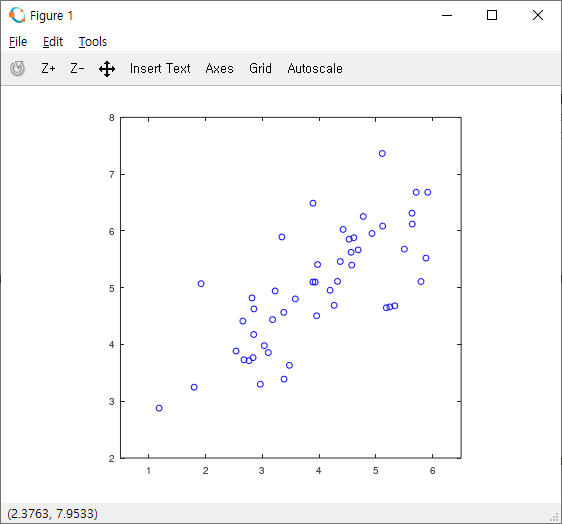 Figure 1
File Edit Tools
Z+ Z- Insert Text Axes Grid Autoscale
8
7
6
5
4
3
2
1 2 3 4 5 6
(2.3763, 7.9533)